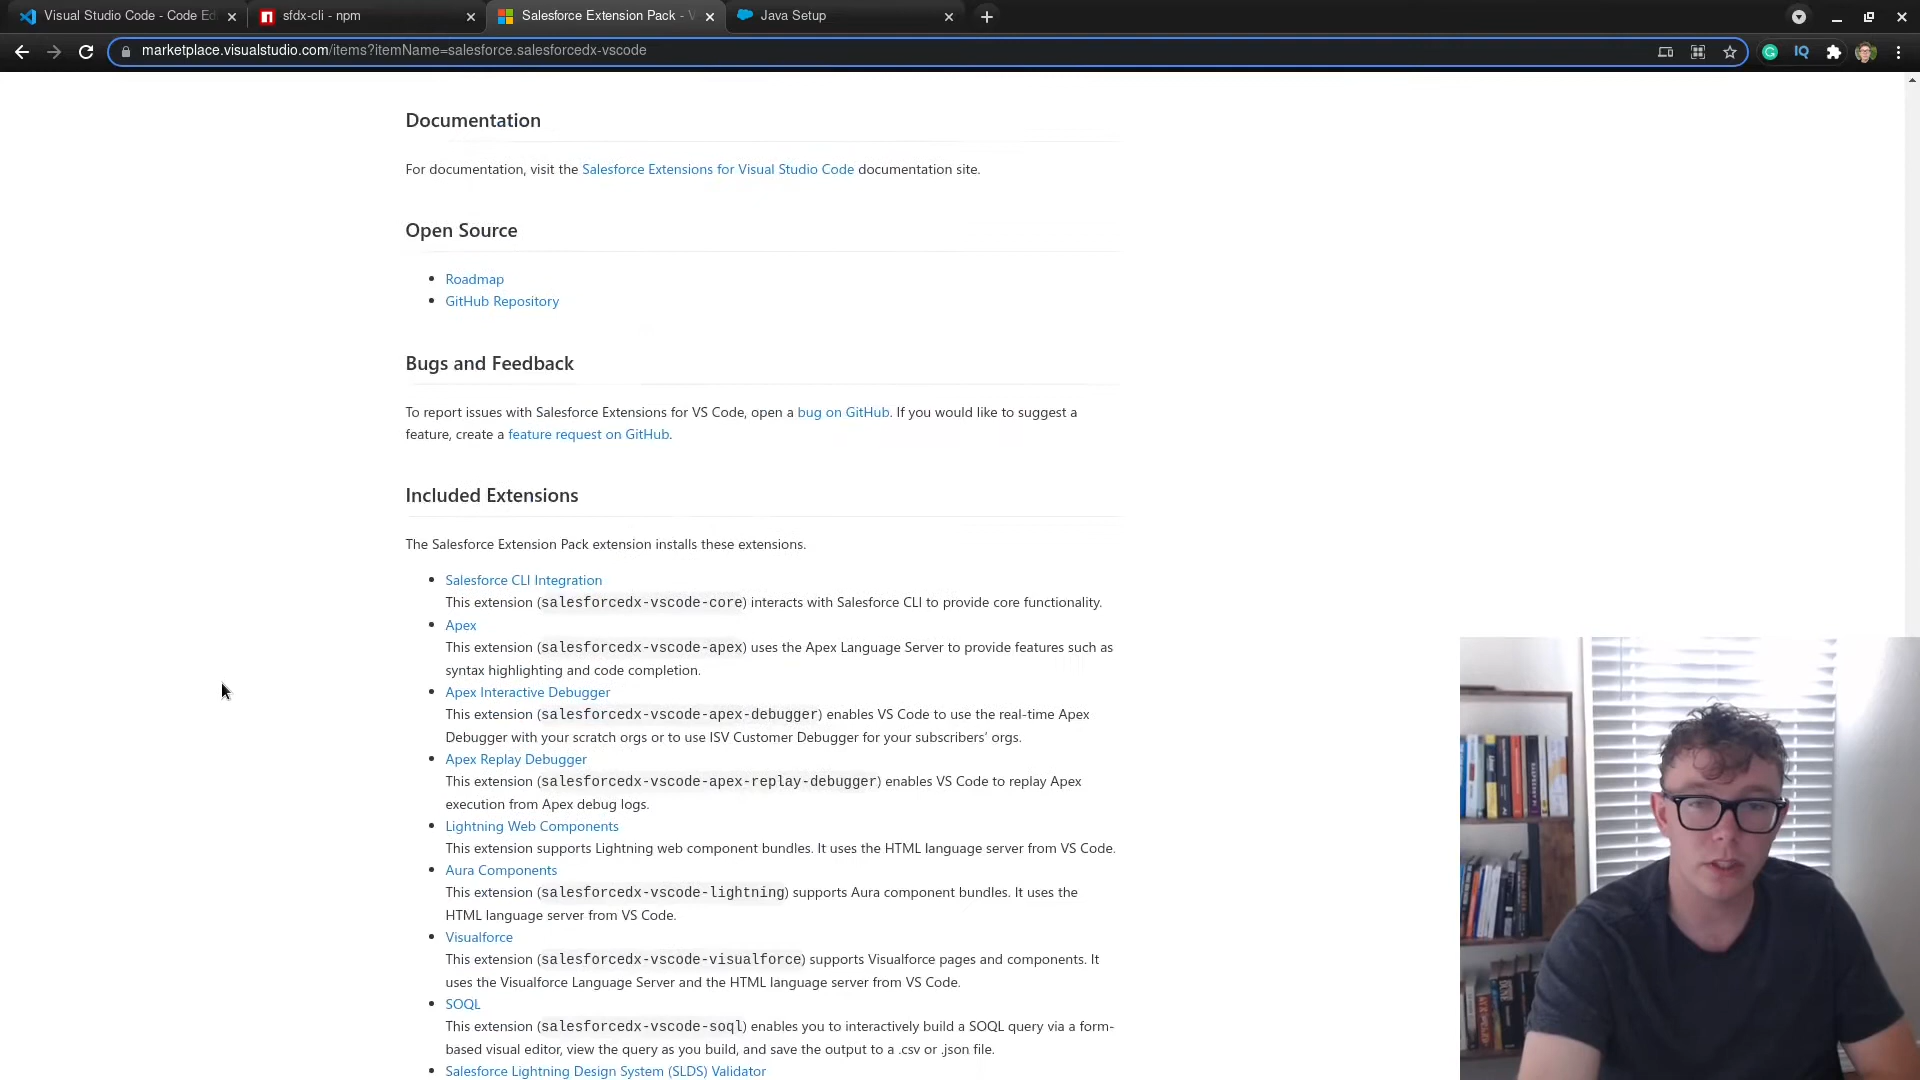 Visual Studio Code - Code Ed
sfdx-cli - npm
Salesforce Extension Pack - V
Java Setup
marketplace.visualstudio.com/items?itemName=salesforce.salesforcedx-vscode
IQ
Documentation
For documentation, visit the Salesforce Extensions for Visual Studio Code documentation site.
Open Source
Roadmap
GitHub Repository
Bugs and Feedback
To report issues with Salesforce Extensions for VS Code, open a bug on GitHub. If you would like to suggest a
feature, create a feature request on GitHub.
Included Extensions
The Salesforce Extension Pack extension installs these extensions.
Salesforce CLI Integration
This extension (salesforcedx-vscode-core) interacts with Salesforce CLI to provide core functionality.
Apex
This extension (salesforcedx-vscode-apex) uses the Apex Language Server to provide features such as
syntax highlighting and code completion.
Apex Interactive Debugger
This extension (salesforcedx-vscode-apex-debugger) enables VS Code to use the real-time Apex
Debugger with your scratch orgs or to use ISV Customer Debugger for your subscribers’ orgs.
Apex Replay Debugger
This extension (salesforcedx-vscode-apex-replay-debugger) enables VS Code to replay Apex
execution from Apex debug logs.
Lightning Web Components
This extension supports Lightning web component bundles. It uses the HTML language server from VS Code.
Aura Components
This extension (salesforcedx-vscode-lightning) supports Aura component bundles. It uses the
HTML language server from VS Code.
Visualforce
This extension (salesforcedx-vscode-visualforce) supports Visualforce pages and components. It
uses the Visualforce Language Server and the HTML language server from VS Code.
SOQL
This extension (salesforcedx-vscode-soql) enables you to interactively build a SOQL query via a form-
based visual editor, view the query as you build, and save the output to a .csv or .json file.
Salesforce Lightning Design System (SLDS) Validator